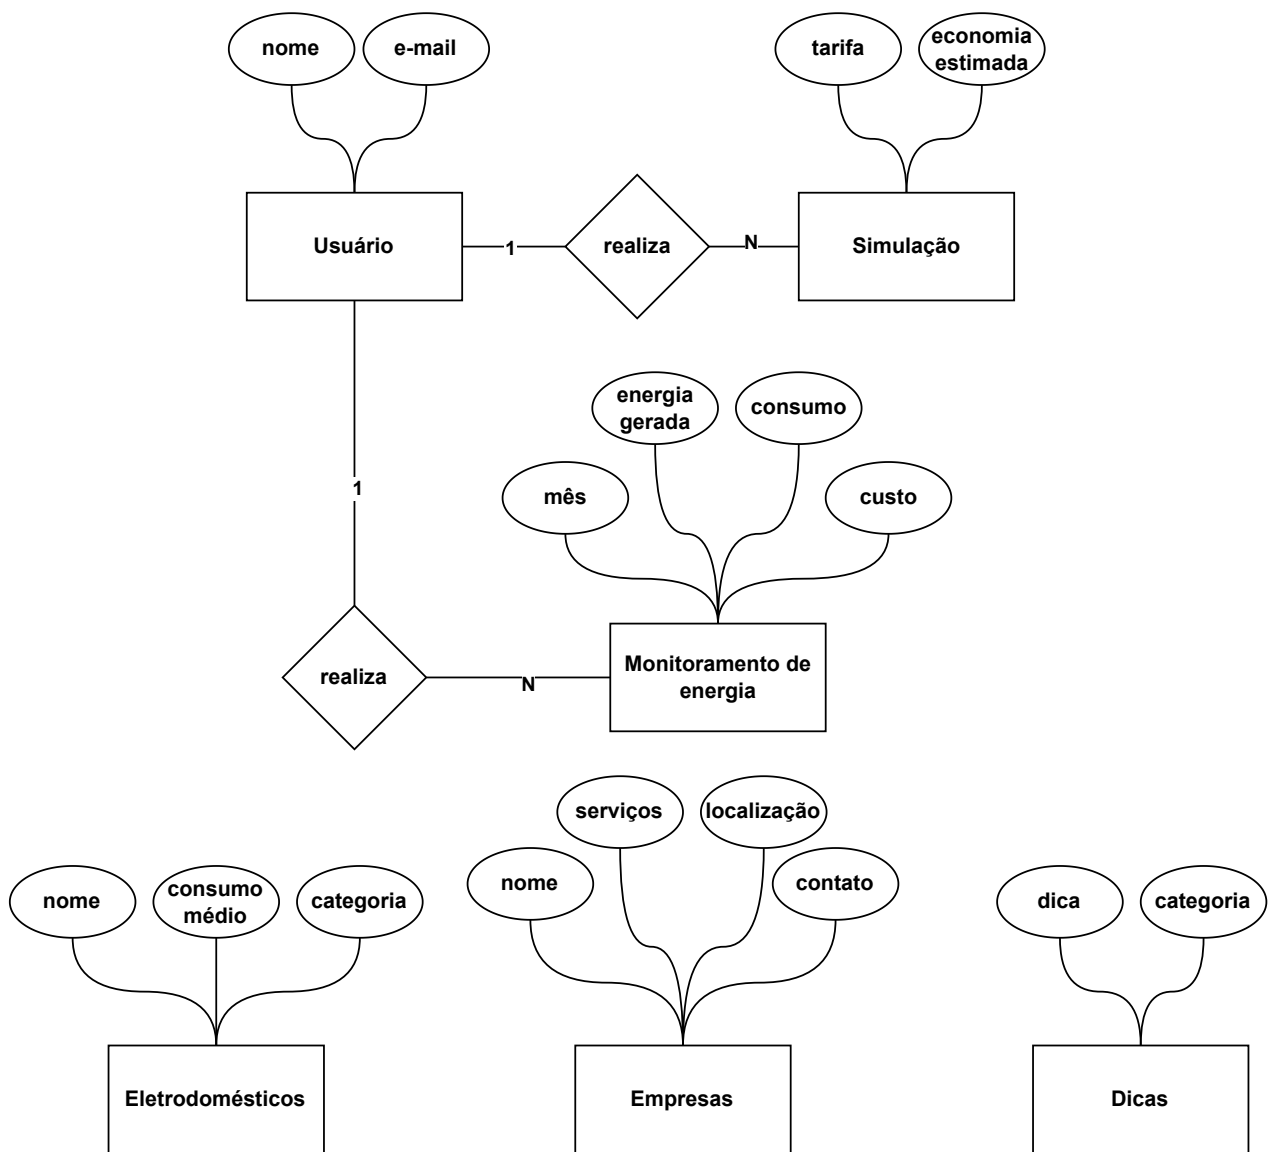 nome
e-mail
tarifa
economia
estimada
Usuário
1
realiza
N
Simulação
energia
gerada
consumo
mês
custo
1
realiza
N
Monitoramento de
energia
serviços
localização
nome
consumo
médio
categoria
nome
contato
dica
categoria
Eletrodomésticos
Empresas
Dicas